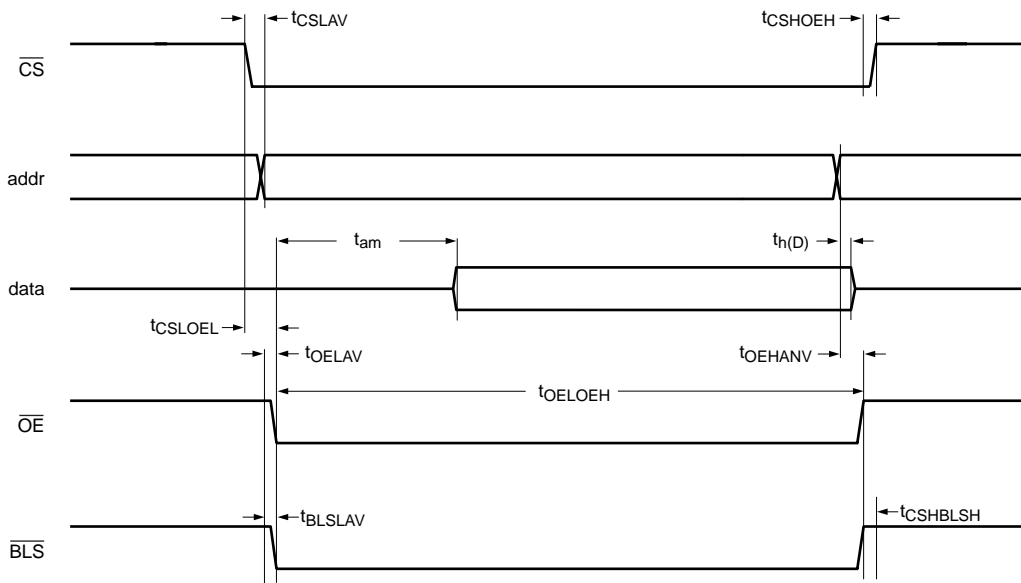 tCSLAV
tCSHOEH
CS
addr
tam
th(D)
data
tCSLOEL
tOELAV
tOEHANV
tOELOEH
OE
tBLSLAV
tCSHBLSH
BLS